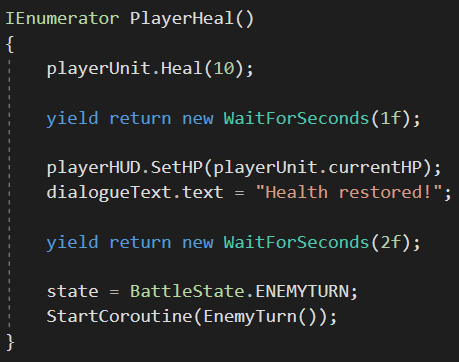 IEnumerator PlayerHeal()
{
playerUnit.Heal(10);
yield return new WaitForSeconds(1f);
playerHUD.SetHP(playerUnit.currentHP);
dialogueText.text = "Health restored!";
yield return new WaitForSeconds(2f);
state = BattleState.ENEMYTURN;
StartCoroutine(EnemyTurn());
}